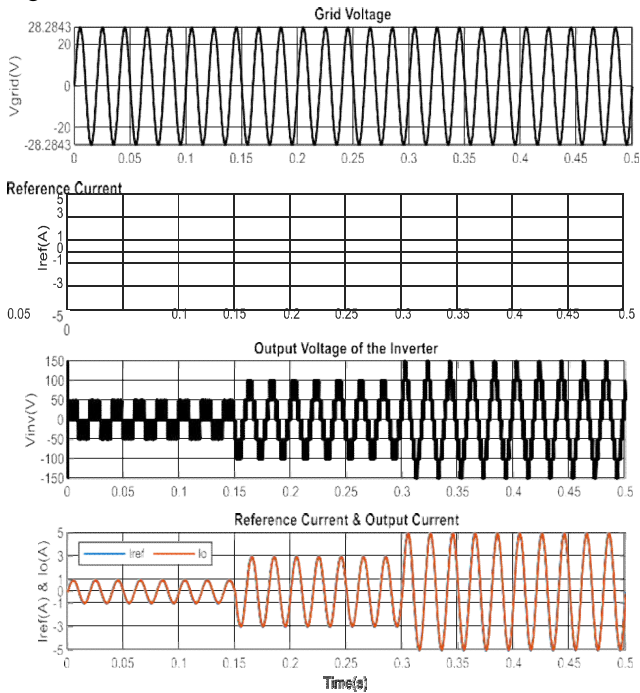 Grid Voltage
28.2843
20
0
-20
-28.2843
Vgrid(V)
0 0.05 0.1 0.15 0.2 0.25 0.3 0.35 0.4 0.45 0.5
Reference Current
5
3
1
0
-1
-3
-5
Iref(A)
0.05 0.1 0.15 0.2 0.25 0.3 0.35 0.4 0.45 0.5
0
Output Voltage of the Inverter
150
100
50
0
-50
-100
-150
Vinv(V)
0 0.05 0.1 0.15 0.2 0.25 0.3 0.35 0.4 0.45 0.5
Reference Current & Output Current
5
3
1
0
-1
-3
-5
Iref(A) & Io(A)
Iref Io
0 0.05 0.1 0.15 0.2 0.25 0.3 0.35 0.4 0.45 0.5
Time(s)